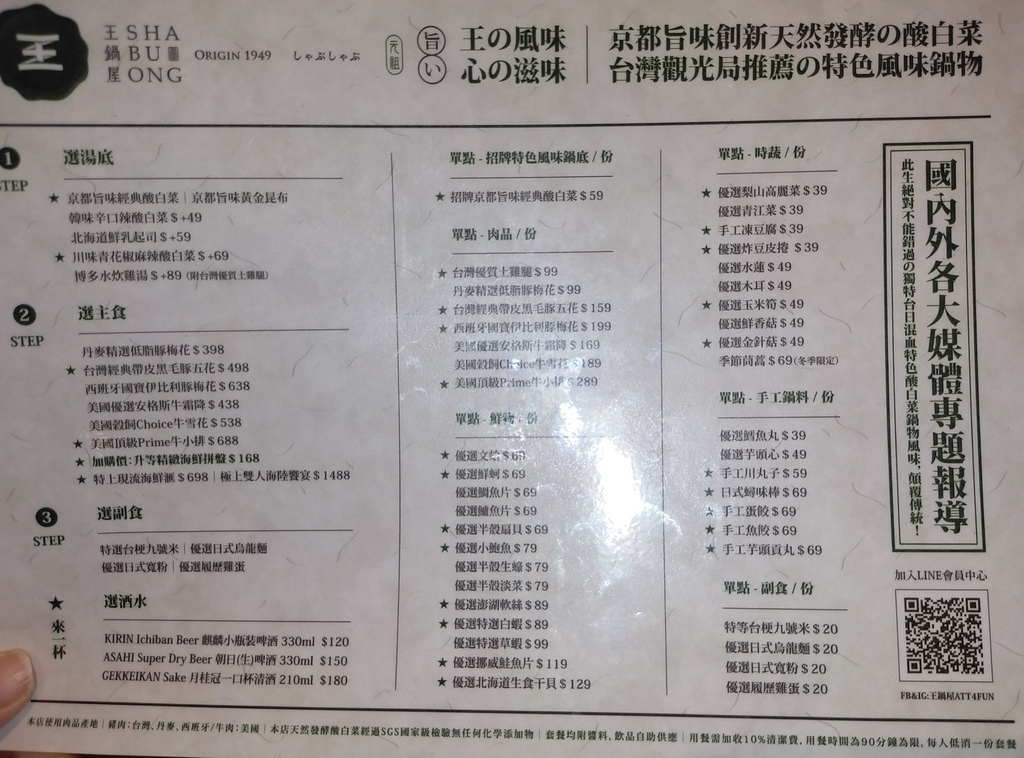 王
王鍋屋
SHA
BU 圖
ONG
ORIGIN 1949
しゃぶしゃぶ
元祖
旨い
王の風味
心の滋味
京都旨味創新天然發酵の酸白菜
台灣觀光局推薦の特色風味鍋物
1 STEP
選湯底
★ 京都旨味經典酸白菜│京都旨味黃金昆布
韓味辛口辣酸白菜 $ +49
北海道鮮乳起司 $ +59
★ 川味青花椒麻辣酸白菜 $ +69
博多水炊雞湯 $ +89 (附台灣優質土雞腿)
2 STEP
選主食
丹麥精選低脂豚梅花 $ 398
★ 台灣經典帶皮黑毛豚五花 $ 498
西班牙國寶伊比利豚梅花 $ 638
美國優選安格斯牛霜降 $ 438
美國穀飼Choice牛雪花 $ 538
★ 美國頂級Prime牛小排 $ 688
★ 加購價:升等精緻海鮮拼盤 $ 168
★ 特上現流海鮮滙 $ 698│極上雙人海陸饗宴 $ 1488
3 STEP
選副食
特選台梗九號米│優選日式烏龍麵
優選日式寬粉│優選履歷雞蛋
★ 來一杯
選酒水
KIRIN Ichiban Beer 麒麟小瓶裝啤酒 330ml $120
ASAHI Super Dry Beer 朝日(生)啤酒 330ml $150
GEKKEIKAN Sake 月桂冠一口杯清酒 210ml $180
單點 - 招牌特色風味鍋底 / 份
★ 招牌京都旨味經典酸白菜 $ 59
單點 - 肉品 / 份
★ 台灣優質土雞腿 $ 99
丹麥精選低脂豚梅花 $ 99
★ 台灣經典帶皮黑毛豚五花 $ 159
★ 西班牙國寶伊比利豚梅花 $ 199
美國優選安格斯牛霜降 $ 169
美國穀飼Choice牛雪花 $ 189
★ 美國頂級Prime牛小排 $ 289
單點 - 鮮物 / 份
★ 優選文蛤 $ 69
★ 優選鮮蚵 $ 69
優選鯛魚片 $ 69
優選鱸魚片 $ 69
★ 優選半殼扇貝 $ 69
★ 優選小鮑魚 $ 79
優選半殼生蠔 $ 79
優選半殼淡菜 $ 79
★ 優選澎湖軟絲 $ 89
★ 優選特選白蝦 $ 89
優選特選草蝦 $ 99
★ 優選挪威鮭魚片 $ 119
★ 優選北海道生食干貝 $ 129
單點 - 時蔬 / 份
★ 優選梨山高麗菜 $ 39
優選青江菜 $ 39
★ 手工凍豆腐 $ 39
★ 優選炸豆皮捲 $ 39
優選水蓮 $ 49
優選木耳 $ 49
★ 優選玉米筍 $ 49
優選鮮香菇 $ 49
★ 優選金針菇 $ 49
季節茼蒿 $ 69(冬季限定)
單點 - 手工鍋料 / 份
優選鱈魚丸 $ 39
優選芋頭心 $ 49
★ 手工川丸子 $ 59
★ 日式蟳味棒 $ 69
★ 手工蛋餃 $ 69
★ 手工魚餃 $ 69
★ 手工芋頭貢丸 $ 69
單點 - 副食 / 份
特等台梗九號米 $ 20
優選日式烏龍麵 $ 20
優選日式寬粉 $ 20
優選履歷雞蛋 $ 20
國內外各大媒體專題報導
此生絕對不能錯過の獨特台日混血特色酸白菜鍋物風味,顛覆傳統!
加入LINE會員中心
FB&IG:王鍋屋ATT4FUN
本店使用肉品產地│豬肉:台灣、丹麥、西班牙/牛肉:美國│本店天然發酵酸白菜經過SGS國家級檢驗無任何化學添加物│套餐均附醬料,飲品自助供應│用餐需加收10%清潔費,用餐時間為90分鐘為限,每人低消一份套餐